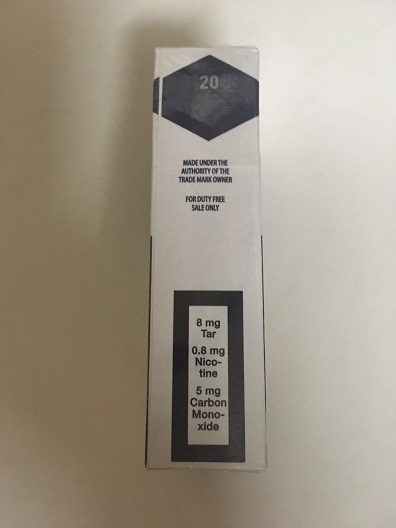 20
MADE UNDER THE
AUTHORITY OF THE
TRADE MARK OWNER
FOR DUTY FREE
SALE ONLY
8 mg
Tar
0.8 mg
Nico-
tine
5 mg
Carbon
Mono-
xide